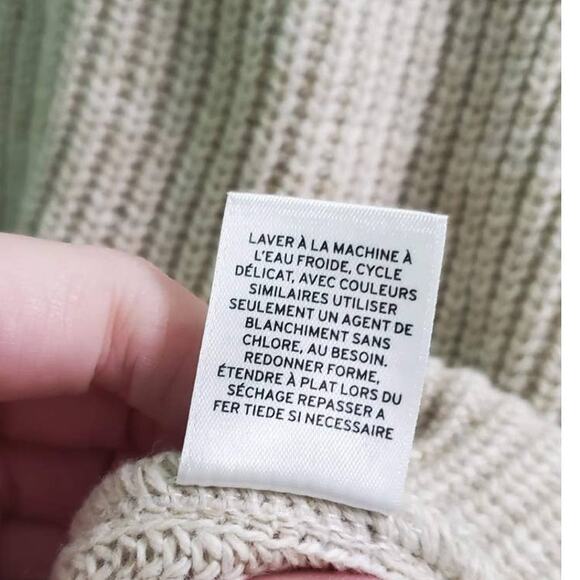 LAVER À LA MACHINE À
L'EAU FROIDE, CYCLE
DÉLICAT, AVEC COULEURS
SIMILAIRES UTILISER
SEULEMENT UN AGENT DE
BLANCHIMENT SANS
CHLORE, AU BESOIN.
REDONNER FORME,
ÉTENDRE À PLAT LORS DU
SÉCHAGE REPASSER A
FER TIEDE SI NECESSAIRE